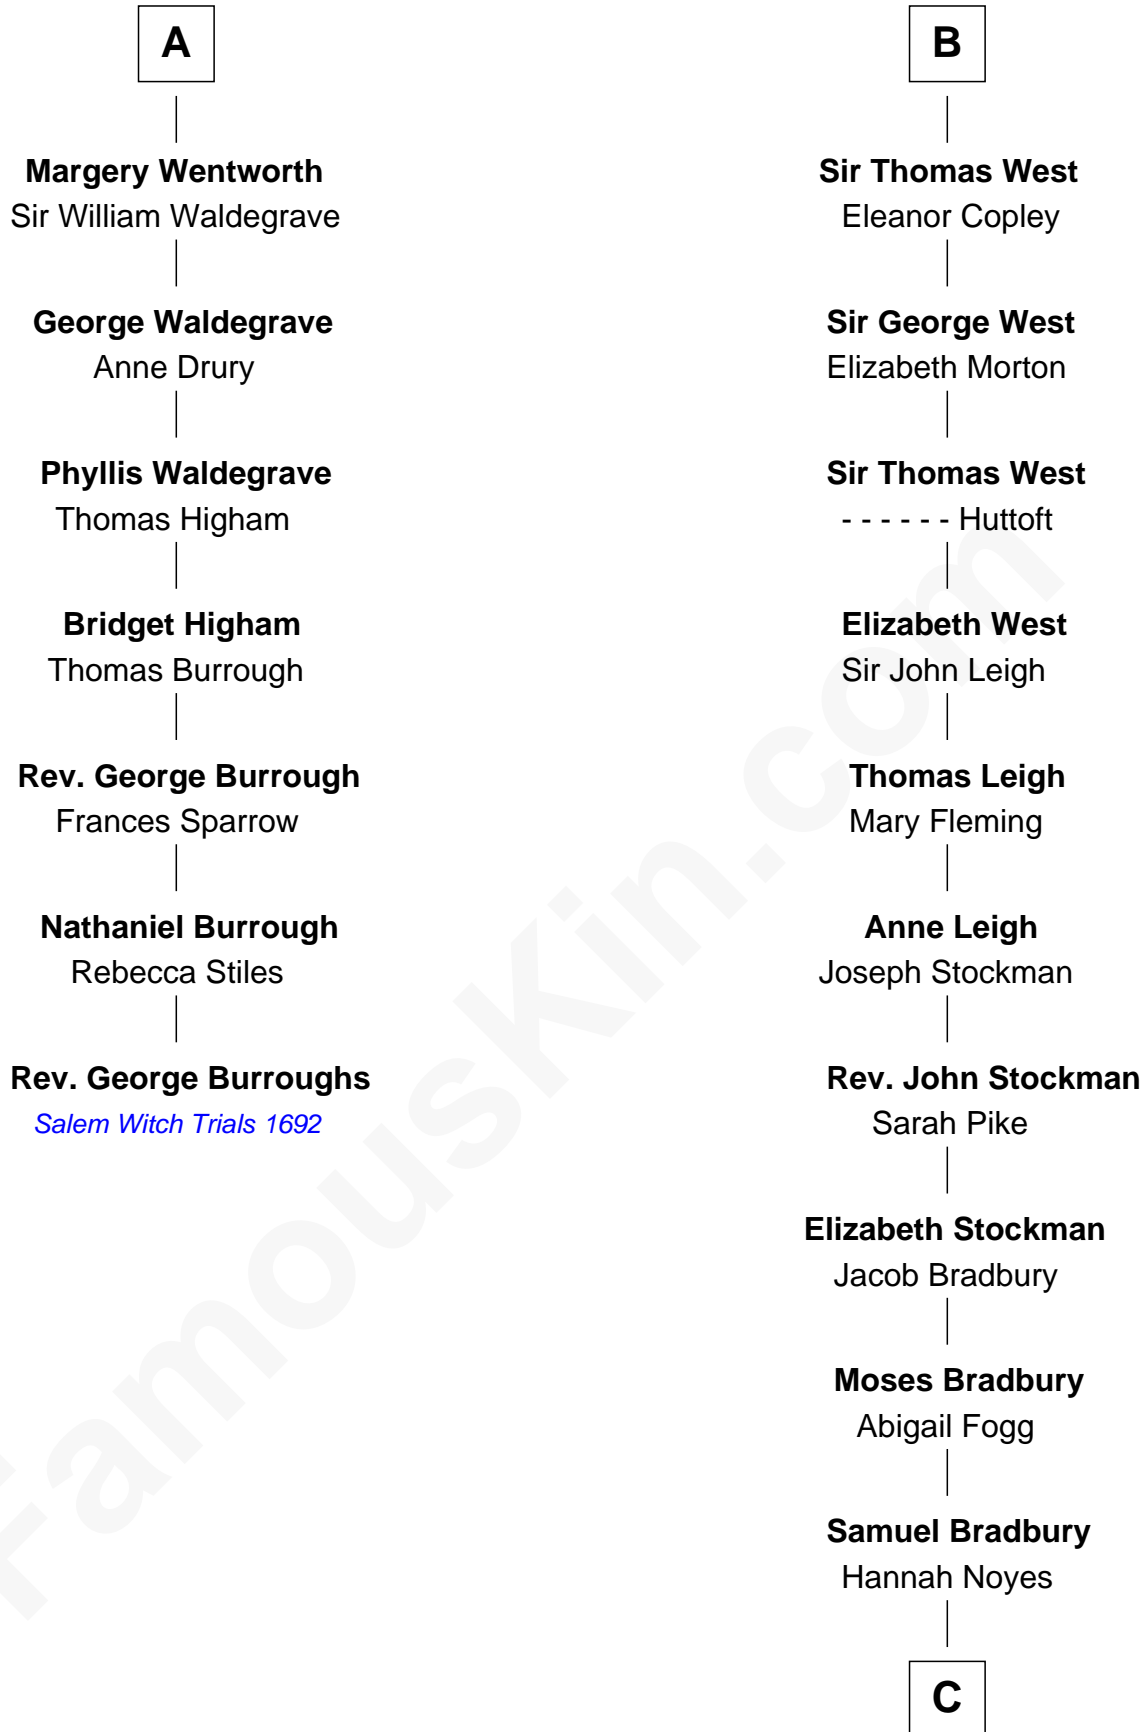 A
Margery Wentworth
Sir William Waldegrave
George Waldegrave
Anne Drury
Phyllis Waldegrave
Thomas Higham
Bridget Higham
Thomas Burrough
Rev. George Burrough
Frances Sparrow
Nathaniel Burrough
Rebecca Stiles
Rev. George Burroughs
Salem Witch Trials 1692
B
Sir Thomas West
Eleanor Copley
Sir George West
Elizabeth Morton
Sir Thomas West
- - - - - - Huttoft
Elizabeth West
Sir John Leigh
Thomas Leigh
Mary Fleming
Anne Leigh
Joseph Stockman
Rev. John Stockman
Sarah Pike
Elizabeth Stockman
Jacob Bradbury
Moses Bradbury
Abigail Fogg
Samuel Bradbury
Hannah Noyes
C
FamousKin.com